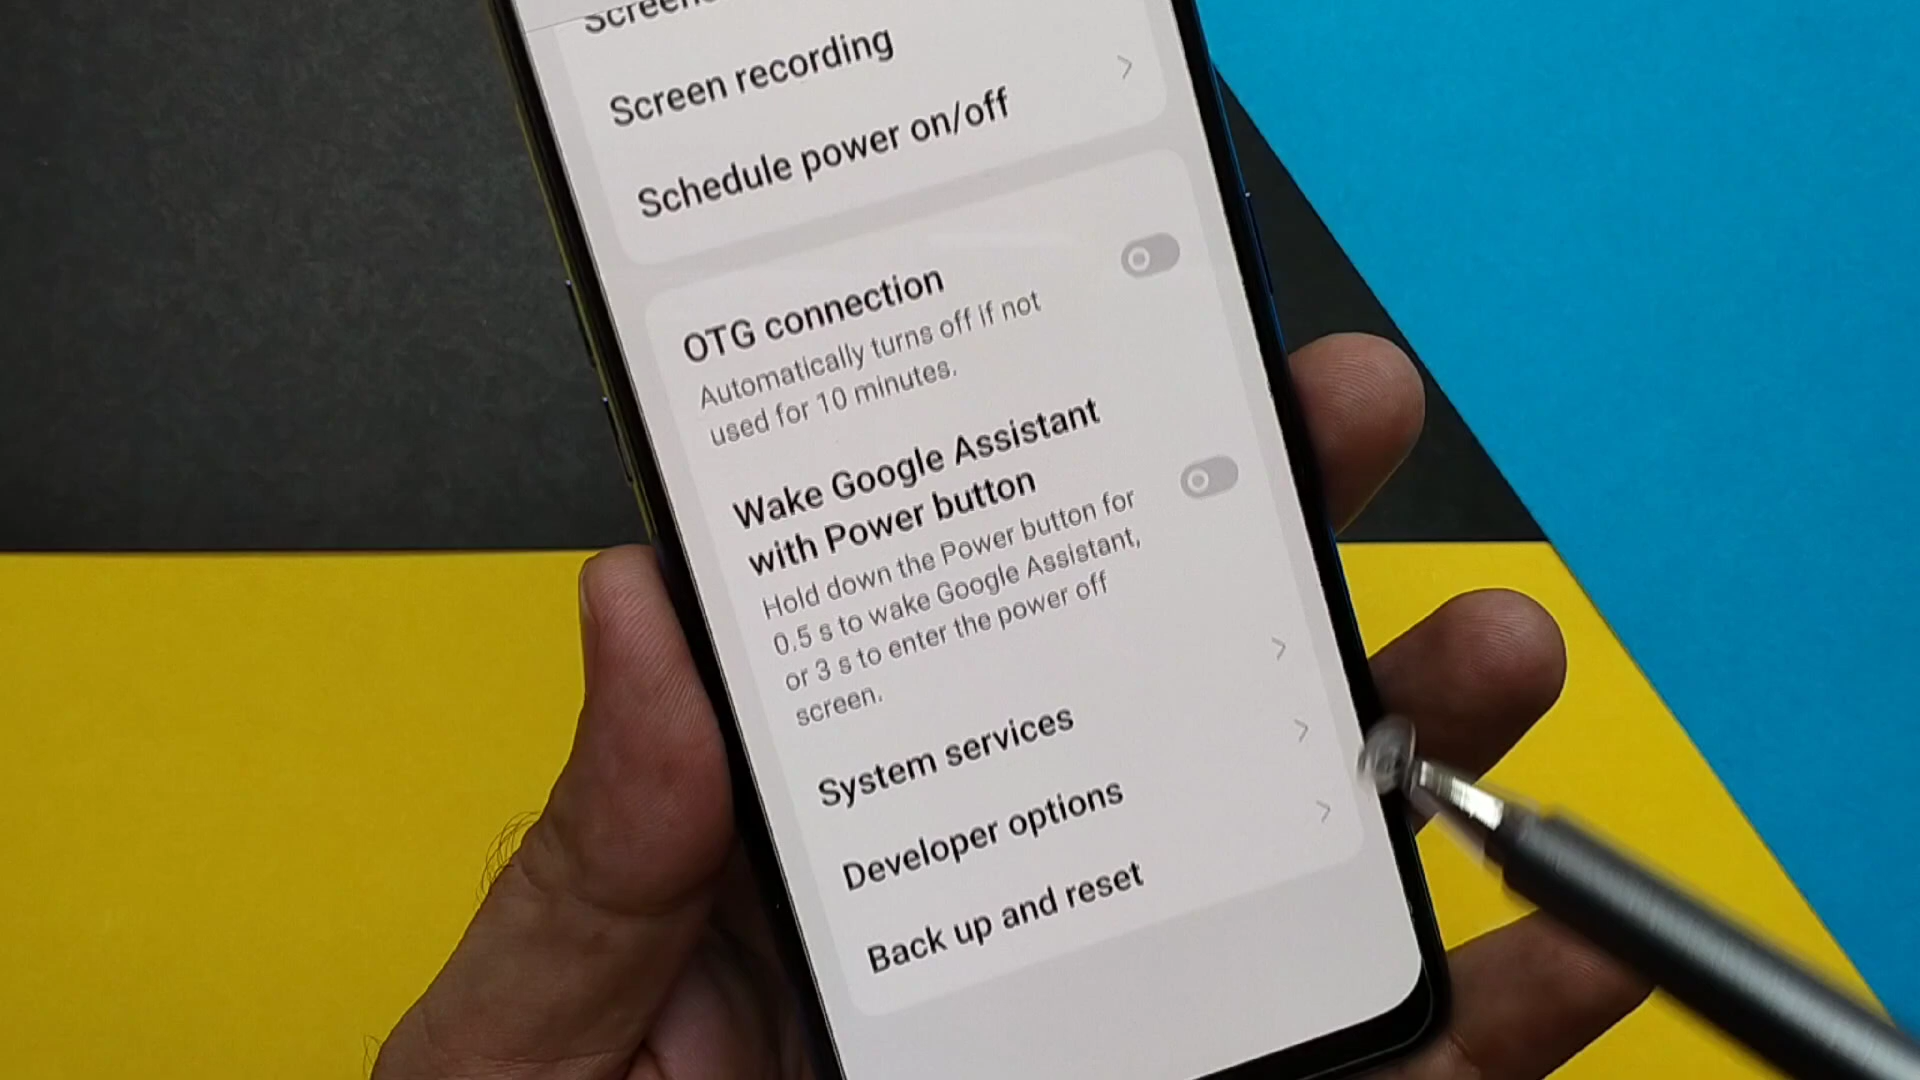 Screen recording
Schedule power on/off
OTG connection
Automatically turns off if not
used for 10 minutes.
Wake Google Assistant
with Power button
Hold down the Power button for
0.5 s to wake Google Assistant,
or 3 s to enter the power off
screen.
System services
Developer options
Back up and reset